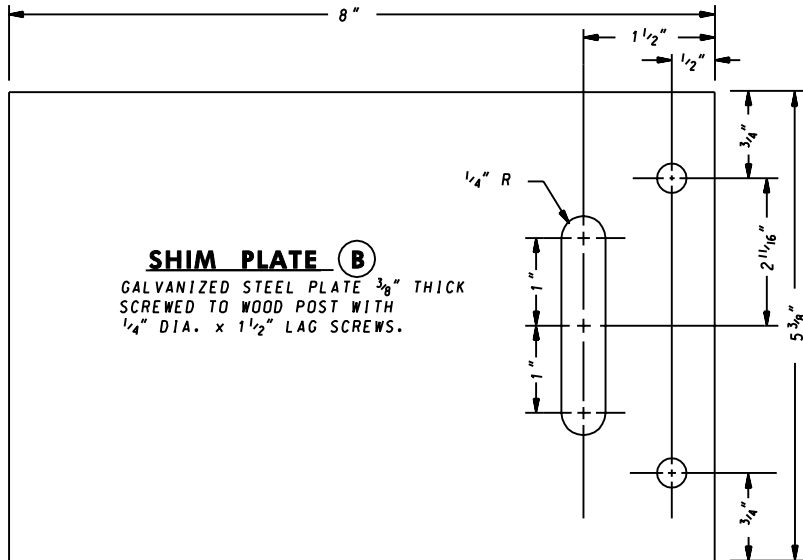 8"
1 1/2"
1/2"
3/4"
1/4" R
2 11/16"
SHIM PLATE B
GALVANIZED STEEL PLATE 3/8" THICK
SCREWED TO WOOD POST WITH
1/4" DIA. x 1 1/2" LAG SCREWS.
1"
5 3/8"
1"
3/4"